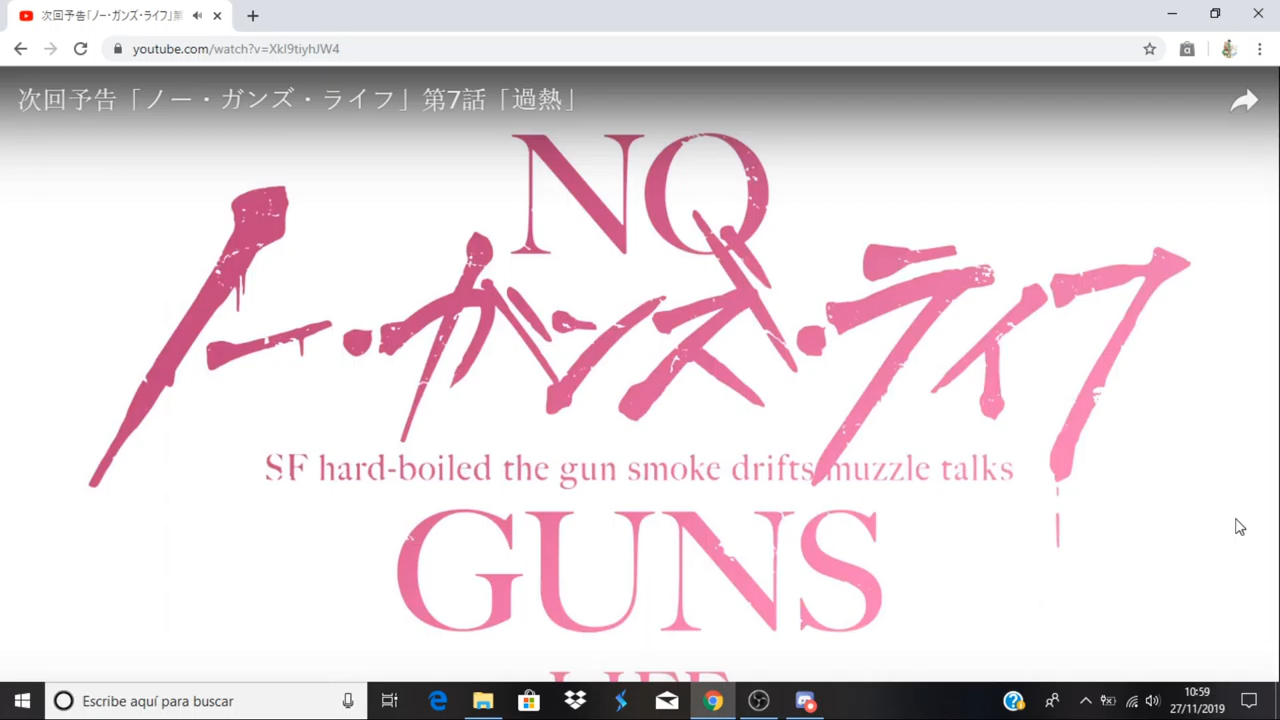 次回予告「ノー・ガンズ・ライフ」第
youtube.com/watch?v=XkI9tiyhJW4
次回予告「ノー・ガンズ・ライフ」第7話「過熱」
NO
ノー・ガンズ・ライフ
SF hard-boiled the gun smoke drifts muzzle talks
GUNS
LIFE
Escribe aquí para buscar
10:59
27/11/2019